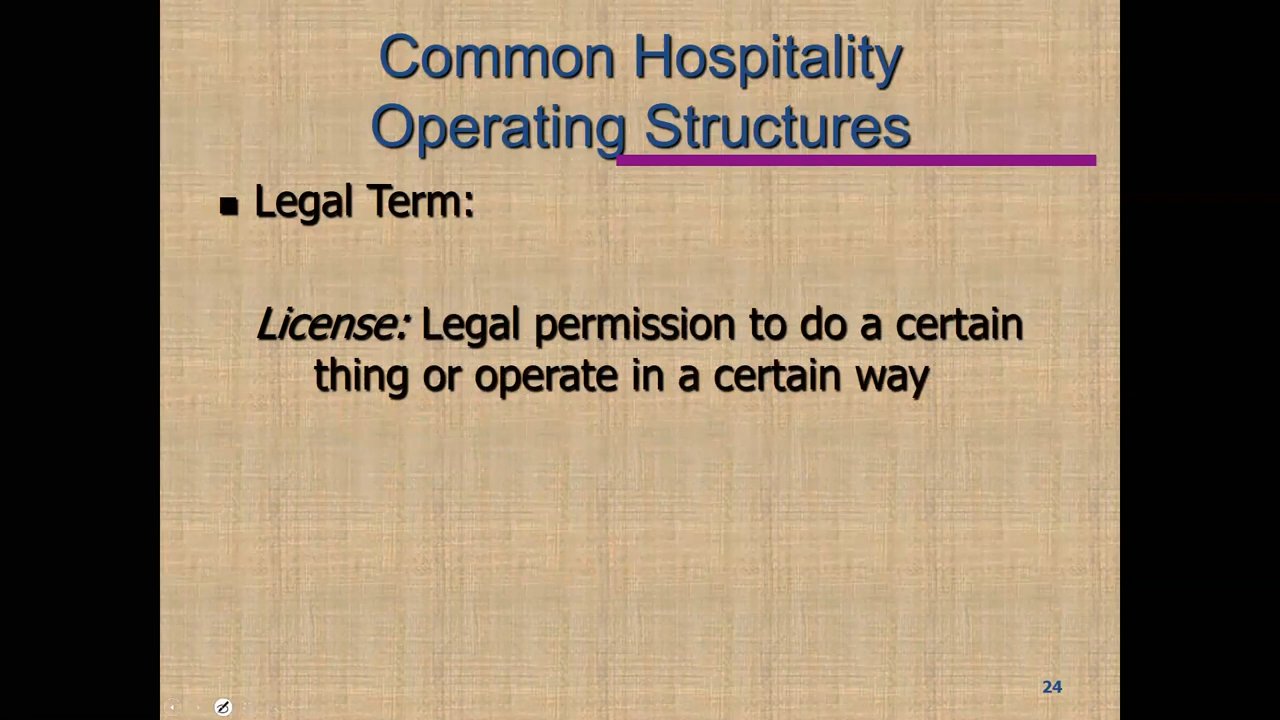 Common Hospitality
Operating Structures
Legal Term:
License: Legal permission to do a certain
thing or operate in a certain way
24